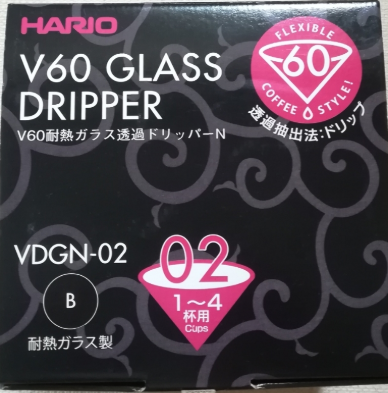 HARIO
V60 GLASS
DRIPPER
V60耐熱ガラス透過ドリッパーN
FLEXIBLE
60
COFFEE STYLE!
透過抽出法:ドリップ
VDGN-02
B
耐熱ガラス製
02
1〜4
杯用
Cups